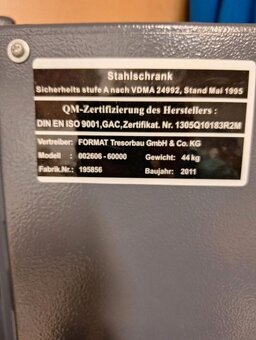 Stahlschrank
Sicherheits stufe A nach VDMA 24992, Stand Mai 1995
QM-Zertifizierung des Herstellers :
DIN EN ISO 9001,GAC,Zertifikat. Nr. 1305Q10183R2M
Vertreiber: FORMAT Tresorbau GmbH & Co. KG
Modell : 002606-60000 Gewicht: 44 kg
Fabrik.Nr.: 195856 Baujahr: 2011